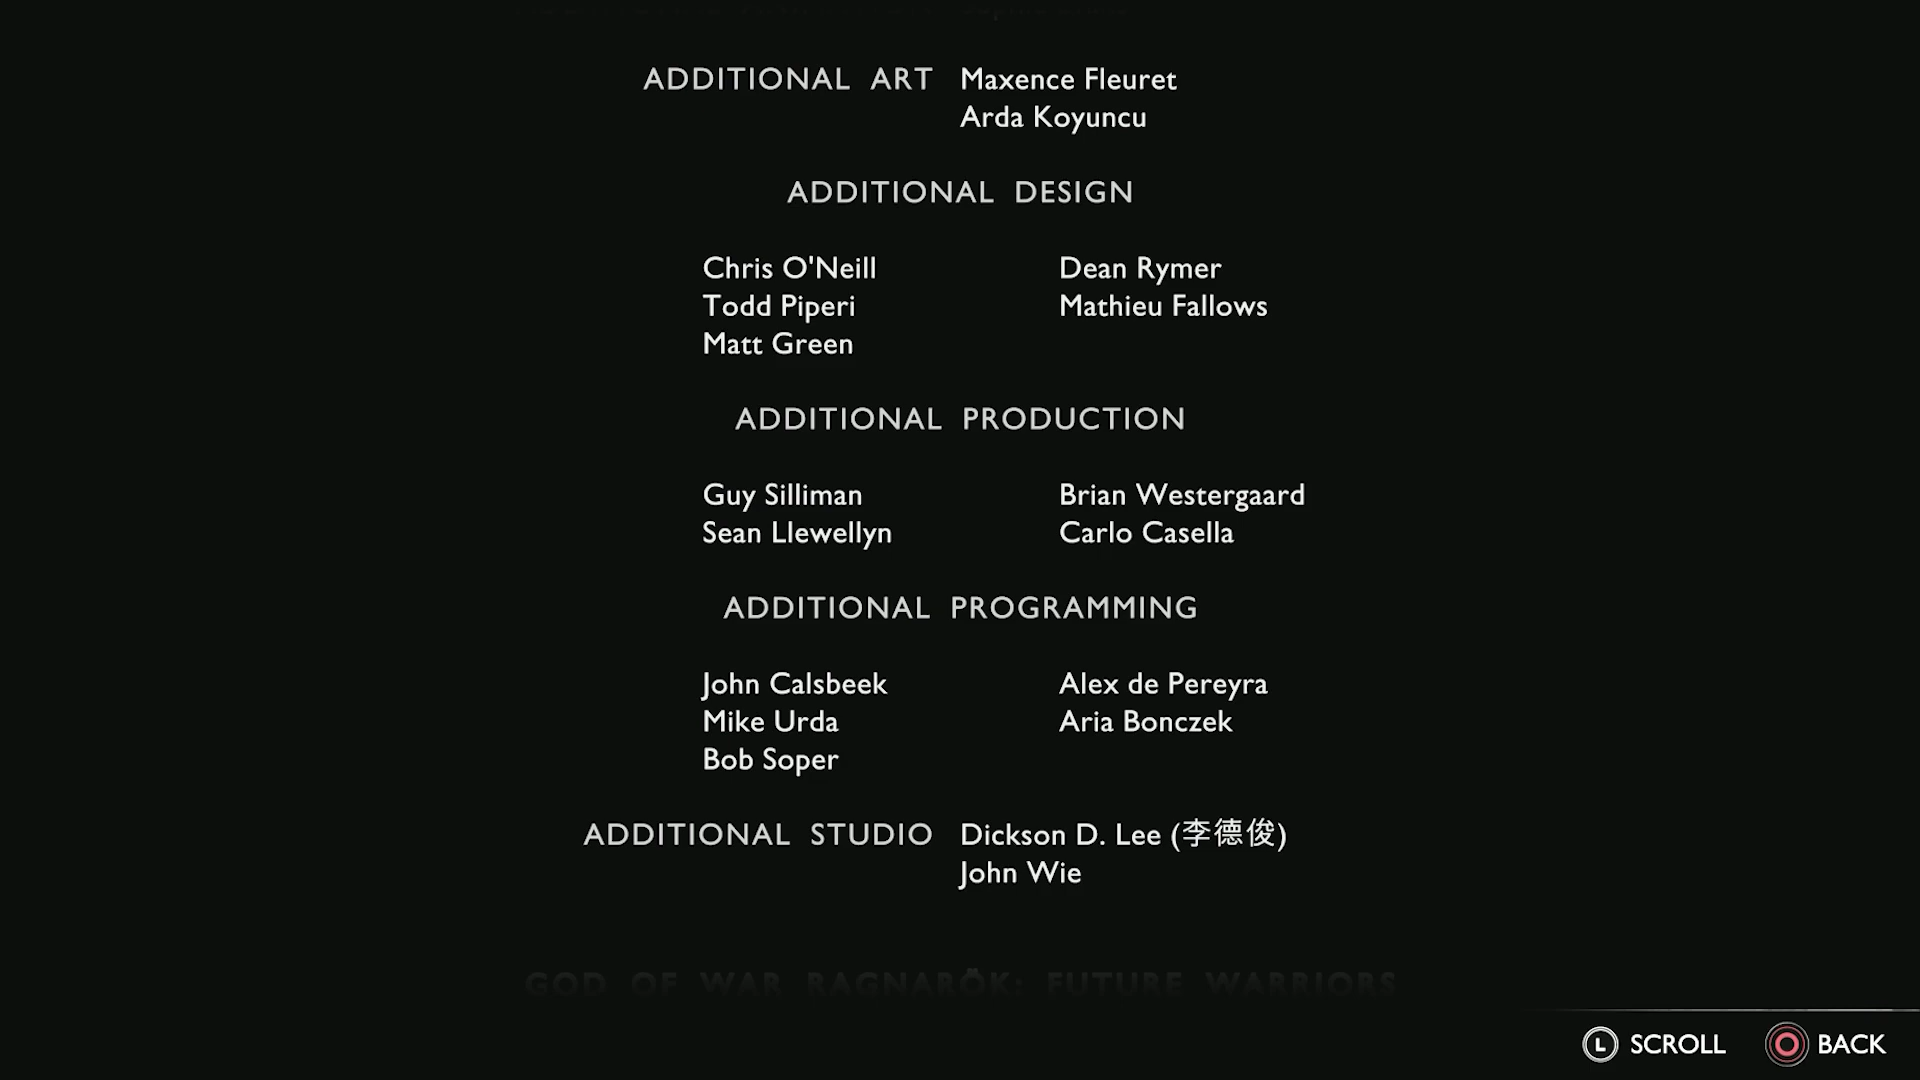 ADDITIONAL ART Maxence Fleuret
Arda Koyuncu
ADDITIONAL DESIGN
Chris O'Neill Dean Rymer
Todd Piperi Mathieu Fallows
Matt Green
ADDITIONAL PRODUCTION
Guy Silliman Brian Westergaard
Sean Llewellyn Carlo Casella
ADDITIONAL PROGRAMMING
John Calsbeek Alex de Pereyra
Mike Urda Aria Bonczek
Bob Soper
ADDITIONAL STUDIO Dickson D. Lee (李德俊)
John Wie
GOD OF WAR RAGNARÖK: FUTURE WARRIORS
L SCROLL BACK